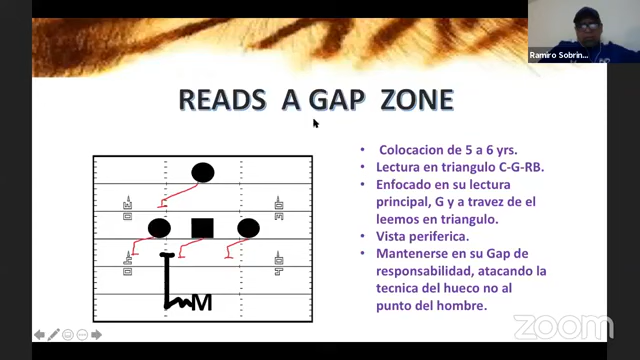 Ramiro Sobrin...
READS A GAP ZONE
• Colocacion de 5 a 6 yrs.
• Lectura en triangulo C-G-RB.
• Enfocado en su lectura
principal, G y a travez de el
leemos en triangulo.
• Vista periferica.
• Mantenerse en su Gap de
responsabilidad, atacando la
tecnica del hueco no al
punto del hombre.
M
zoom